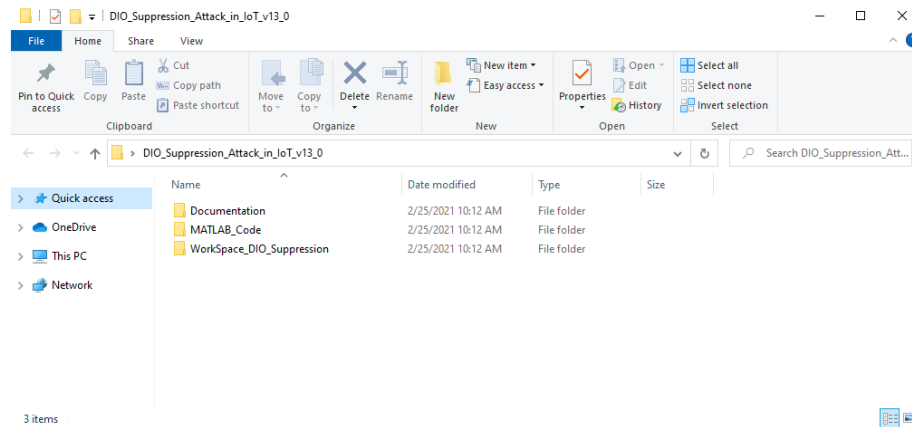 DIO_Suppression_Attack_in_IoT_v13_0
File Home Share View
Pin to Quick access
Copy
Paste
Cut
Copy path
Paste shortcut
Clipboard
Move to
Copy to
Delete
Rename
Organize
New folder
New item
Easy access
New
Properties
Open
Edit
History
Open
Select all
Select none
Invert selection
Select
DIO_Suppression_Attack_in_IoT_v13_0
Search DIO_Suppression_Att...
Quick access
OneDrive
This PC
Network
Name Date modified Type Size
Documentation 2/25/2021 10:12 AM File folder
MATLAB_Code 2/25/2021 10:12 AM File folder
WorkSpace_DIO_Suppression 2/25/2021 10:12 AM File folder
3 items